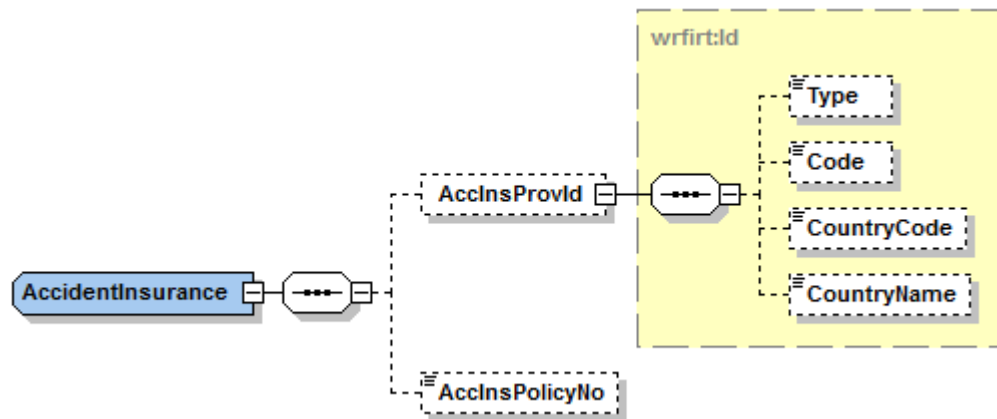 wrfirt:Id
Type
Code
AccInsProvId
CountryCode
AccidentInsurance
CountryName
AccInsPolicyNo